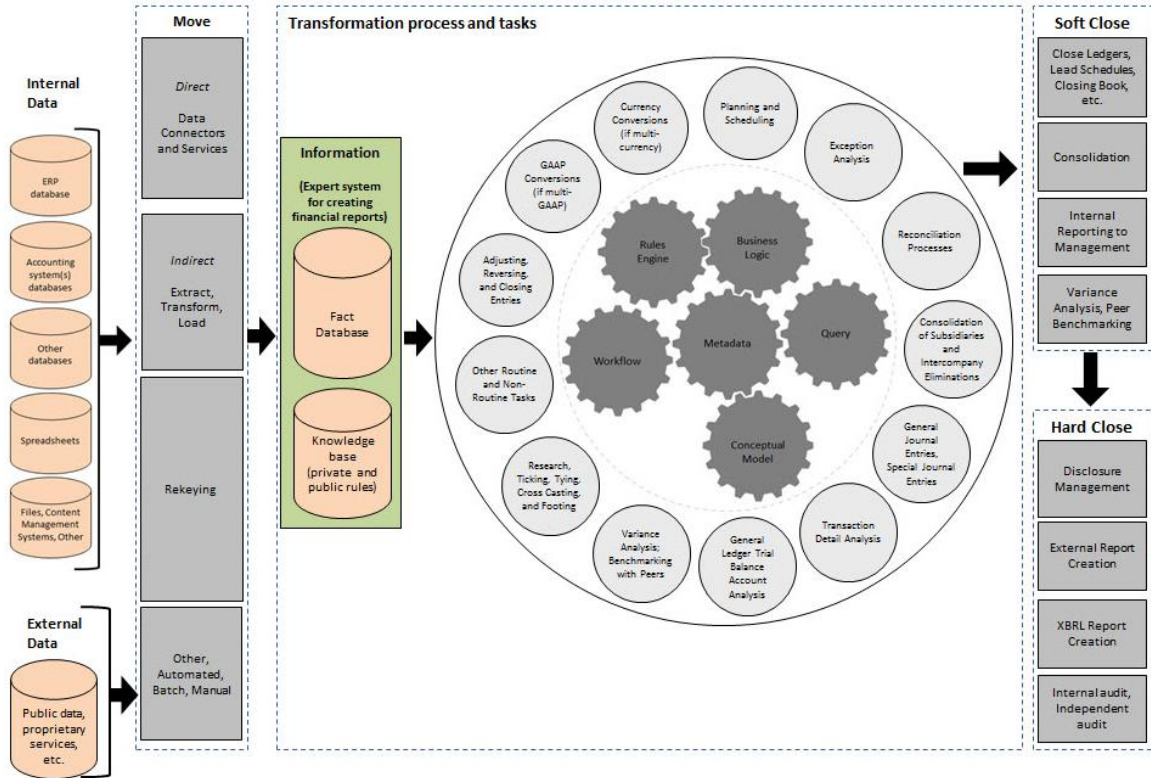 Internal
Data
ERP
database
Accounting
system(s)
databases
Other
databases
Spreadsheets
Files, Content
Management
Systems, Other
External
Data
Public data,
proprietary
services,
etc.
Move
Direct
Data
Connectors
and Services
Indirect
Extract,
Transform,
Load
Rekeying
Other,
Automated,
Batch, Manual
Transformation process and tasks
Information
(Expert system
for creating
financial reports)
Fact
Database
Knowledge
base
(private and
public rules)
Currency
Conversions
(if multi-
currency)
Planning and
Scheduling
Exception
Analysis
Reconciliation
Processes
Consolidation
of Subsidiaries
and
Intercompany
Eliminations
General
Journal
Entries,
Special Journal
Entries
Transaction
Detail Analysis
General
Ledger Trial
Balance
Account
Analysis
Variance
Analysis;
Benchmarking
with Peers
Research,
Ticking, Tying,
Cross Casting,
and Footing
Other Routine
and Non-
Routine Tasks
Adjusting,
Reversing,
and Closing
Entries
GAAP
Conversions
(if multi-
GAAP)
Rules
Engine
Business
Logic
Workflow
Metadata
Query
Conceptual
Model
Soft Close
Close Ledgers,
Lead Schedules,
Closing Book,
etc.
Consolidation
Internal
Reporting to
Management
Variance
Analysis, Peer
Benchmarking
Hard Close
Disclosure
Management
External Report
Creation
XBRL Report
Creation
Internal audit,
Independent
audit